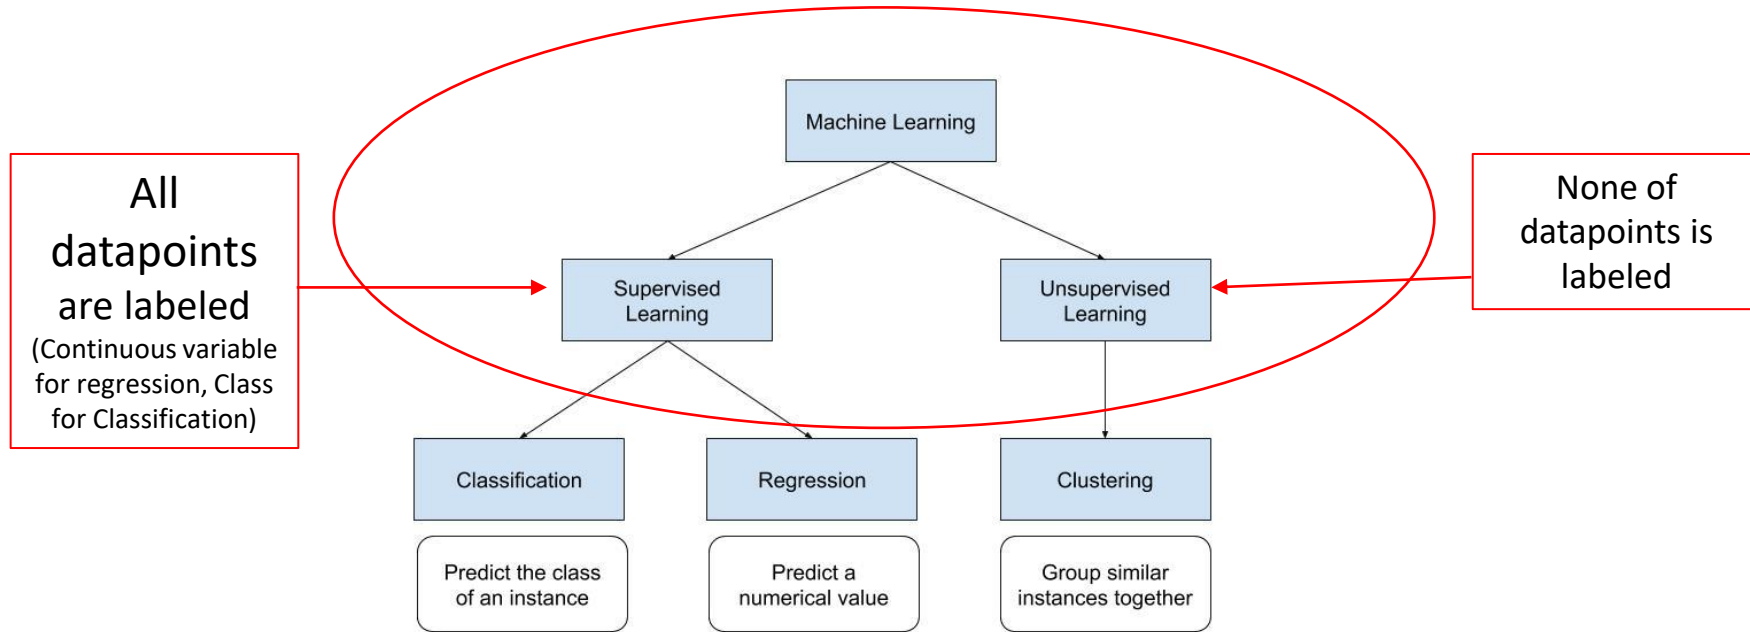 Machine Learning
All
datapoints
are labeled
(Continuous variable
for regression, Class
for Classification)
None of
datapoints is
labeled
Supervised
Learning
Unsupervised
Learning
Classification
Regression
Clustering
Predict the class
of an instance
Predict a
numerical value
Group similar
instances together